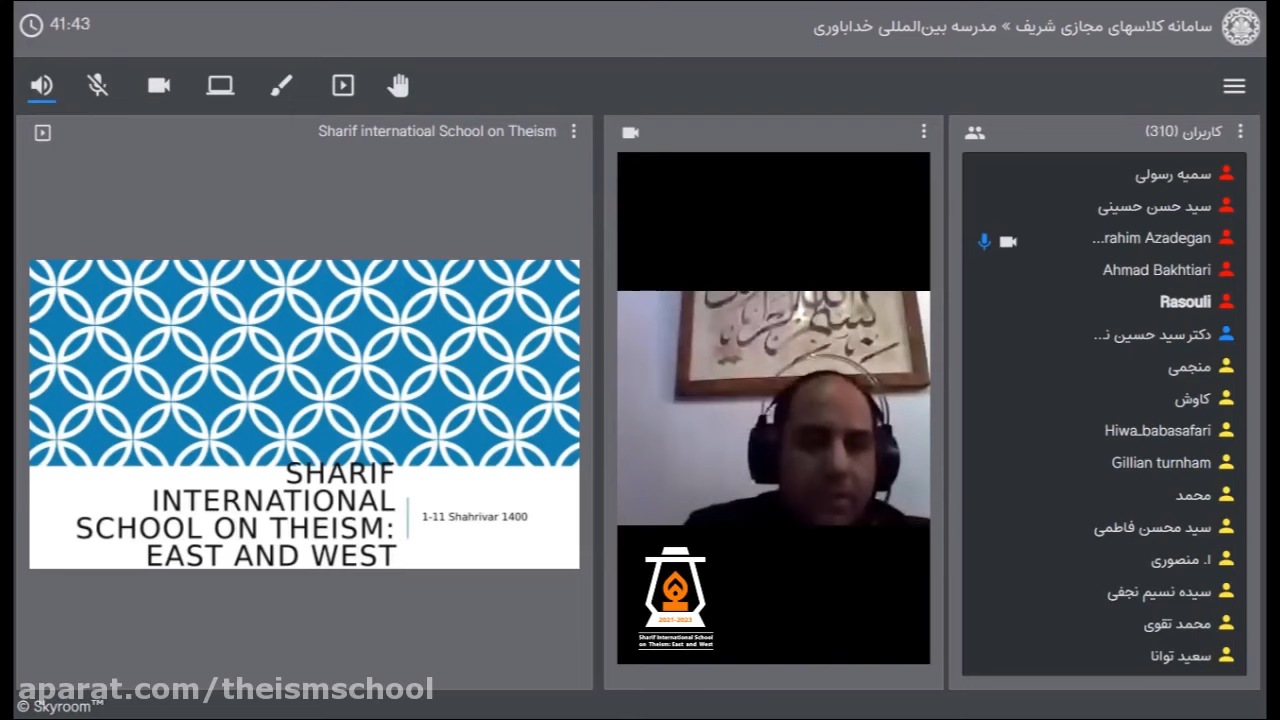 41:43
سامانه کلاسهای مجازی شریف » مدرسه بین‌المللی خداباوری
Sharif internatioal School on Theism
SHARIF
INTERNATIONAL
SCHOOL ON THEISM:
EAST AND WEST
1-11 Shahrivar 1400
2021-2023
Sharif International School
on Theism: East and West
کاربران (310)
سمیه رسولی
سید حسن حسینی
...rahim Azadegan
Ahmad Bakhtiari
Rasouli
دکتر سید حسین نـ...
منجمی
کاوش
Hiwa_babasafari
Gillian turnham
محمد
سید محسن فاطمی
ا. منصوری
سیده نسیم نجفی
محمد تقوی
سعید توانا
aparat.com/theismschool
© Skyroom™